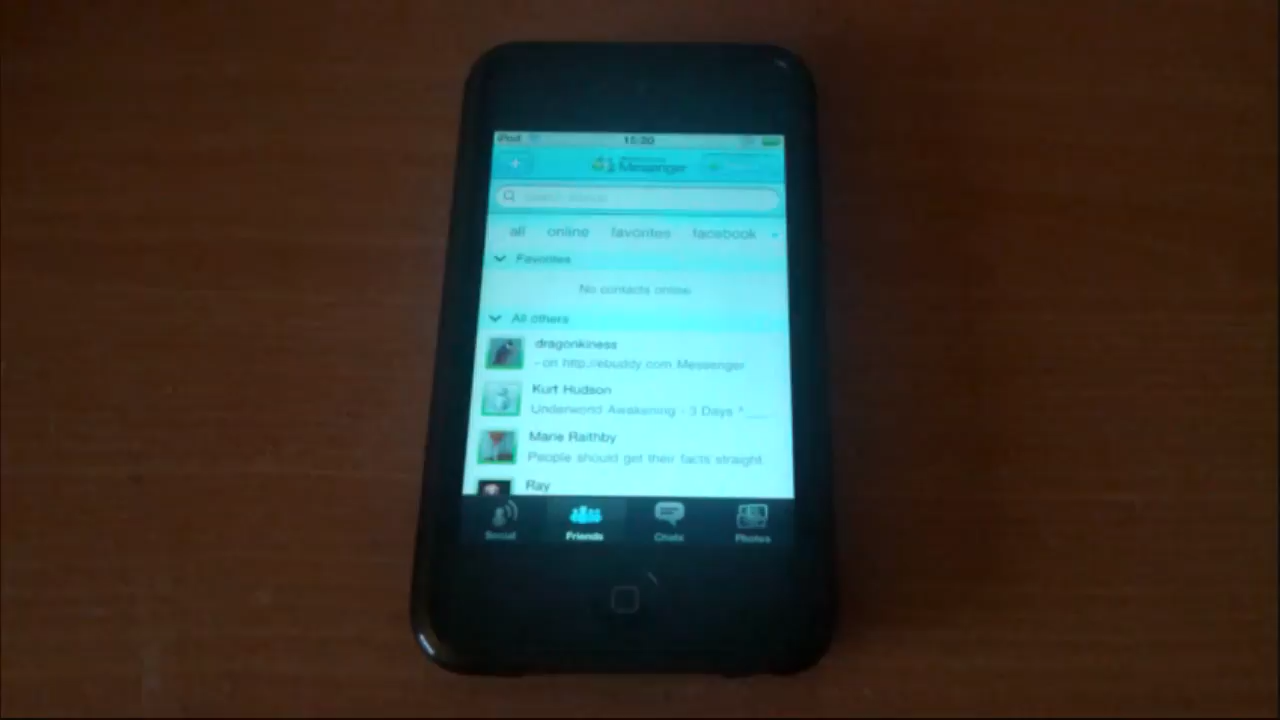 iPod
15:20
Messenger
all online favorites facebook
Favorites
No contacts online
All others
dragonkiness
- on http://ebuddy.com Messenger
Kurt Hudson
Underworld Awakening - 3 Days ^___
Marie Raithby
People should get their facts straight
Ray
Social Friends Chats Photos